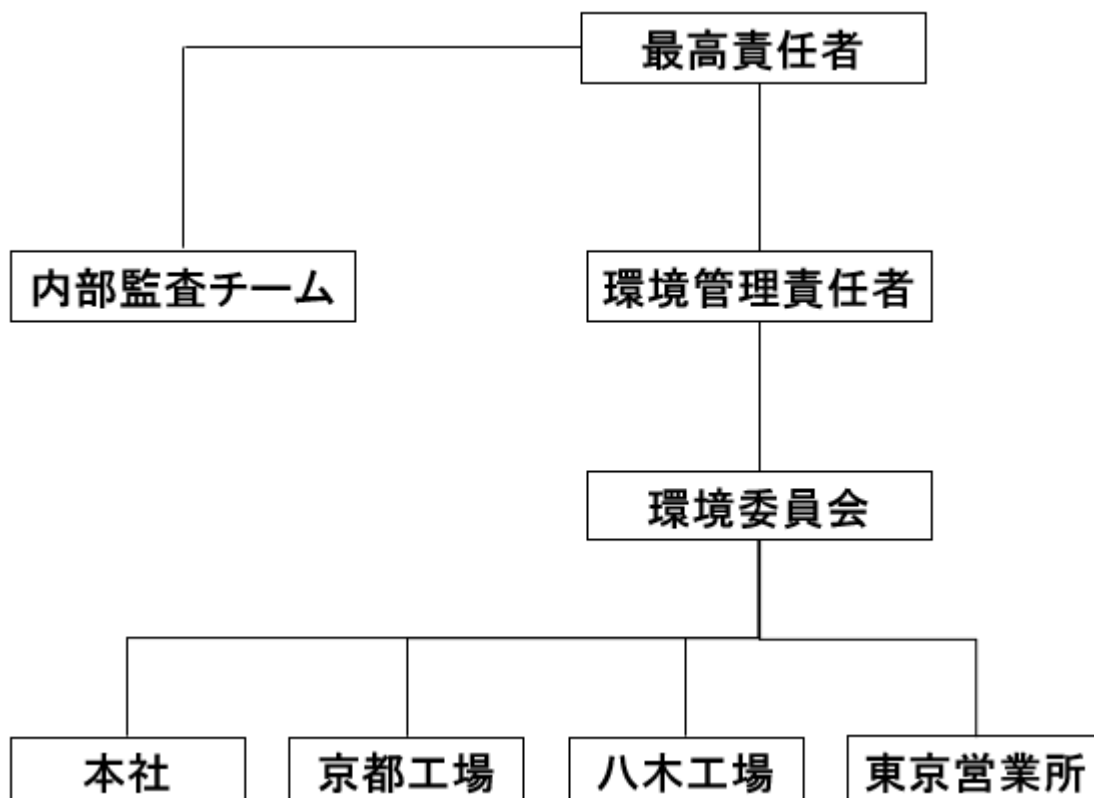 最高責任者
内部監査チーム
環境管理責任者
環境委員会
本社
京都工場
八木工場
東京営業所